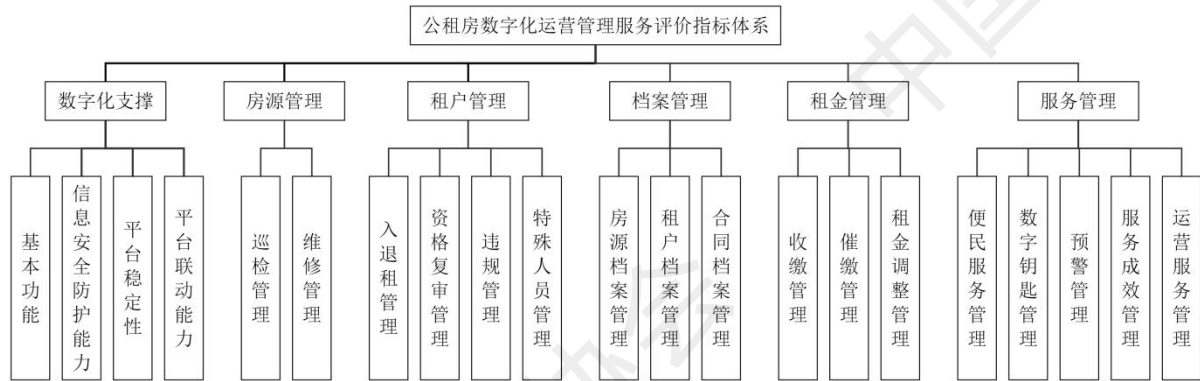 公租房数字化运营管理服务评价指标体系
数字化支撑
房源管理
租户管理
档案管理
租金管理
服务管理
基本功能
信息安全防护能力
平台稳定性
平台联动能力
巡检管理
维修管理
入退租管理
资格复审管理
违规管理
特殊人员管理
房源档案管理
租户档案管理
合同档案管理
收缴管理
催缴管理
租金调整管理
便民服务管理
数字钥匙管理
预警管理
服务成效管理
运营服务管理
中国
协会